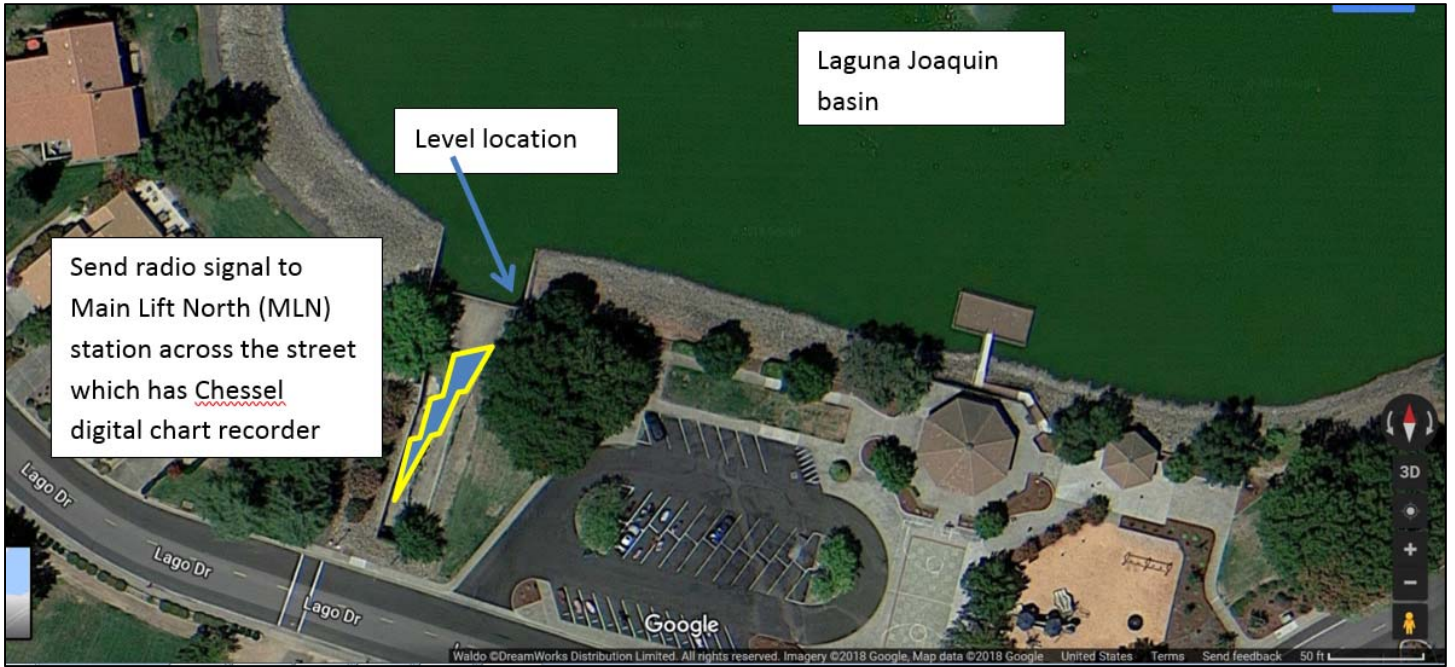 Laguna Joaquin
basin
Level location
Send radio signal to
Main Lift North (MLN)
station across the street
which has Chessel
digital chart recorder
Lago Dr
Lago Dr
Lago Dr
3D
Google
Waldo ©DreamWorks Distribution Limited. All rights reserved. Imagery ©2018 Google, Map data ©2018 Google United States Terms Send feedback 50 ft